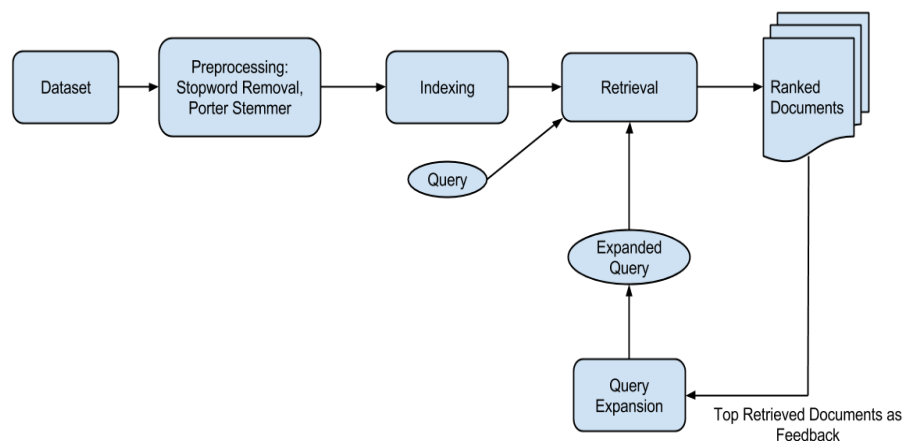 Dataset
Preprocessing:
Stopword Removal,
Porter Stemmer
Indexing
Retrieval
Ranked
Documents
Query
Expanded
Query
Query
Expansion
Top Retrieved Documents as
Feedback